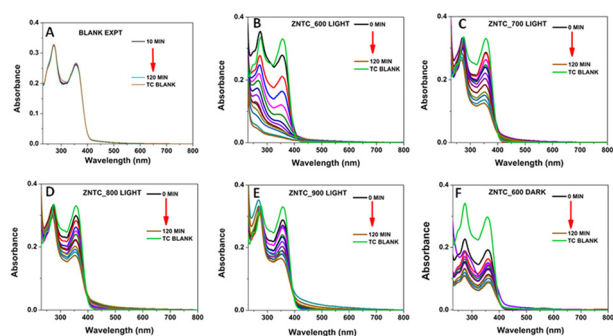 A
BLANK EXPT
10 MIN
120 MIN
TC BLANK
Absorbance
0.4
0.2
0.0
300 400 500 600 700 800
Wavelength (nm)
B
ZNTC_600 LIGHT
0 MIN
120 MIN
TC BLANK
Absorbance
0.4
0.2
0.0
300 400 500 600 700 800
Wavelength (nm)
C
ZNTC_700 LIGHT
0 MIN
120 MIN
TC BLANK
Absorbance
0.4
0.2
0.0
300 400 500 600 700 800
Wavelength (nm)
D
ZNTC_800 LIGHT
0 MIN
120 MIN
TC BLANK
Absorbance
0.4
0.2
0.0
300 400 500 600 700 800
Wavelength (nm)
E
ZNTC_900 LIGHT
0 MIN
120 MIN
TC BLANK
Absorbance
0.4
0.2
0.0
300 400 500 600 700 800
Wavelength (nm)
F
ZNTC_600 DARK
0 MIN
120 MIN
TC BLANK
Absorbance
0.4
0.2
0.0
300 400 500 600 700 800
Wavelength (nm)